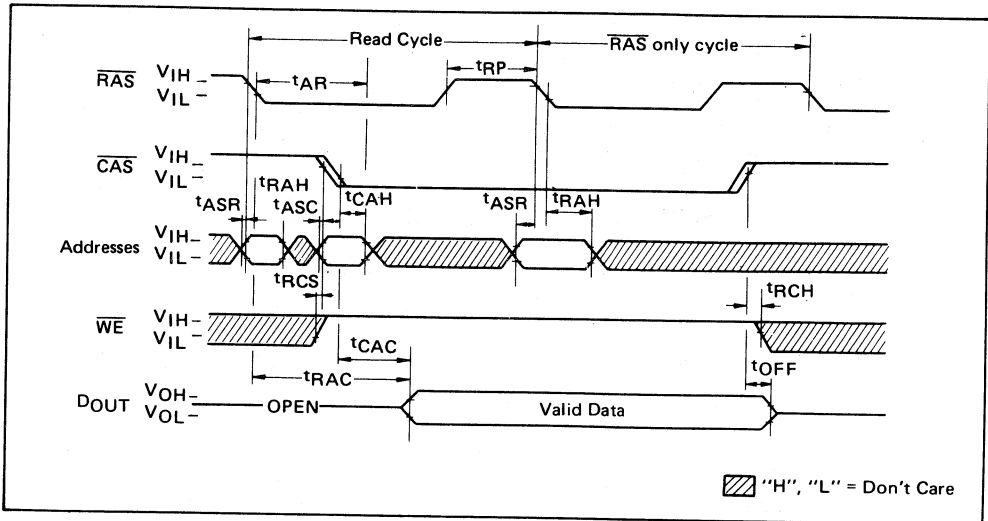 Read Cycle
RAS only cycle
RAS VIH
VIL
tAR
tRP
CAS VIH
VIL
tASR
tRAH
tASC
tCAH
tASR
tRAH
Addresses VIH
VIL
tRCS
tRCH
WE VIH
VIL
tCAC
tRAC
tOFF
DOUT VOH
VOL
OPEN
Valid Data
"H", "L" = Don't Care